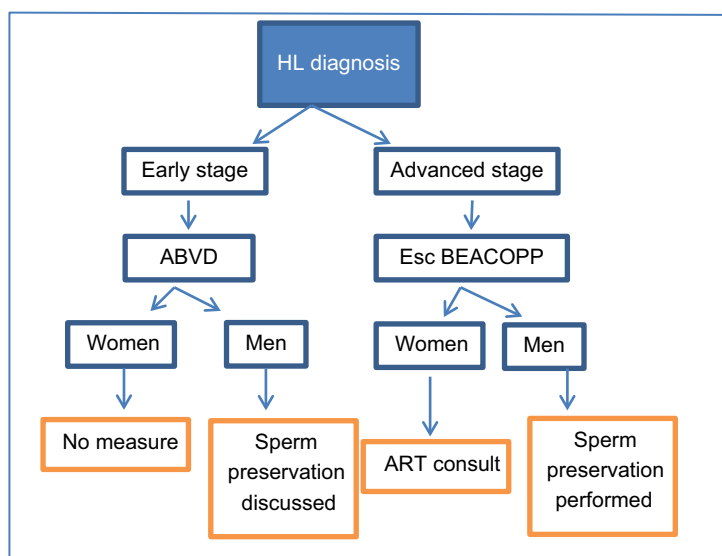 HL diagnosis
Early stage
Advanced stage
ABVD
Esc BEACOPP
Women
Men
Women
Men
No measure
Sperm
preservation
discussed
ART consult
Sperm
preservation
performed